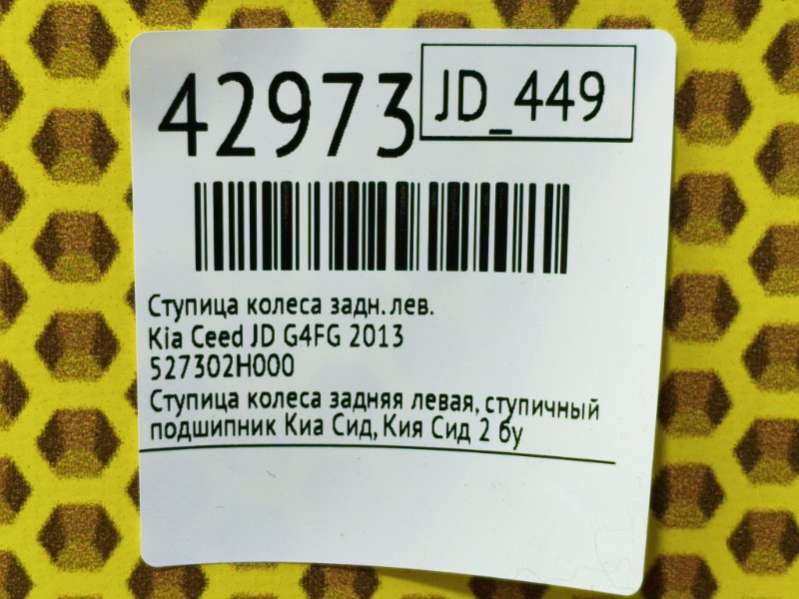 42973
JD_449
Ступица колеса задн. лев.
Kia Ceed JD G4FG 2013
527302H000
Ступица колеса задняя левая, ступичный
подшипник Киа Сид, Кия Сид 2 бу